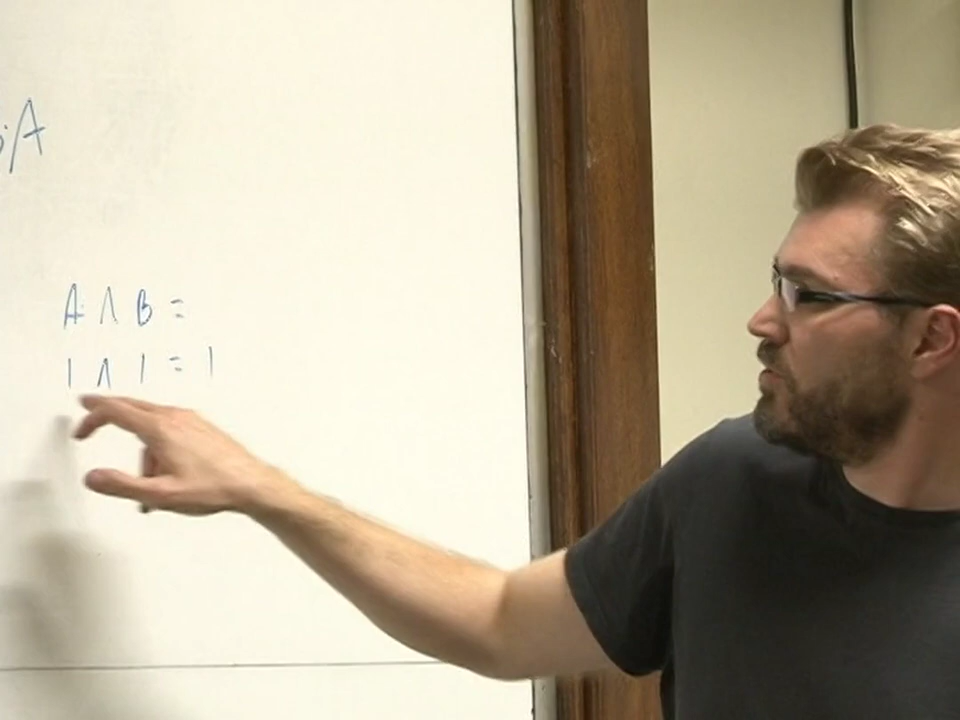 A
A ∧ B =
1 ∧ 1 = 1